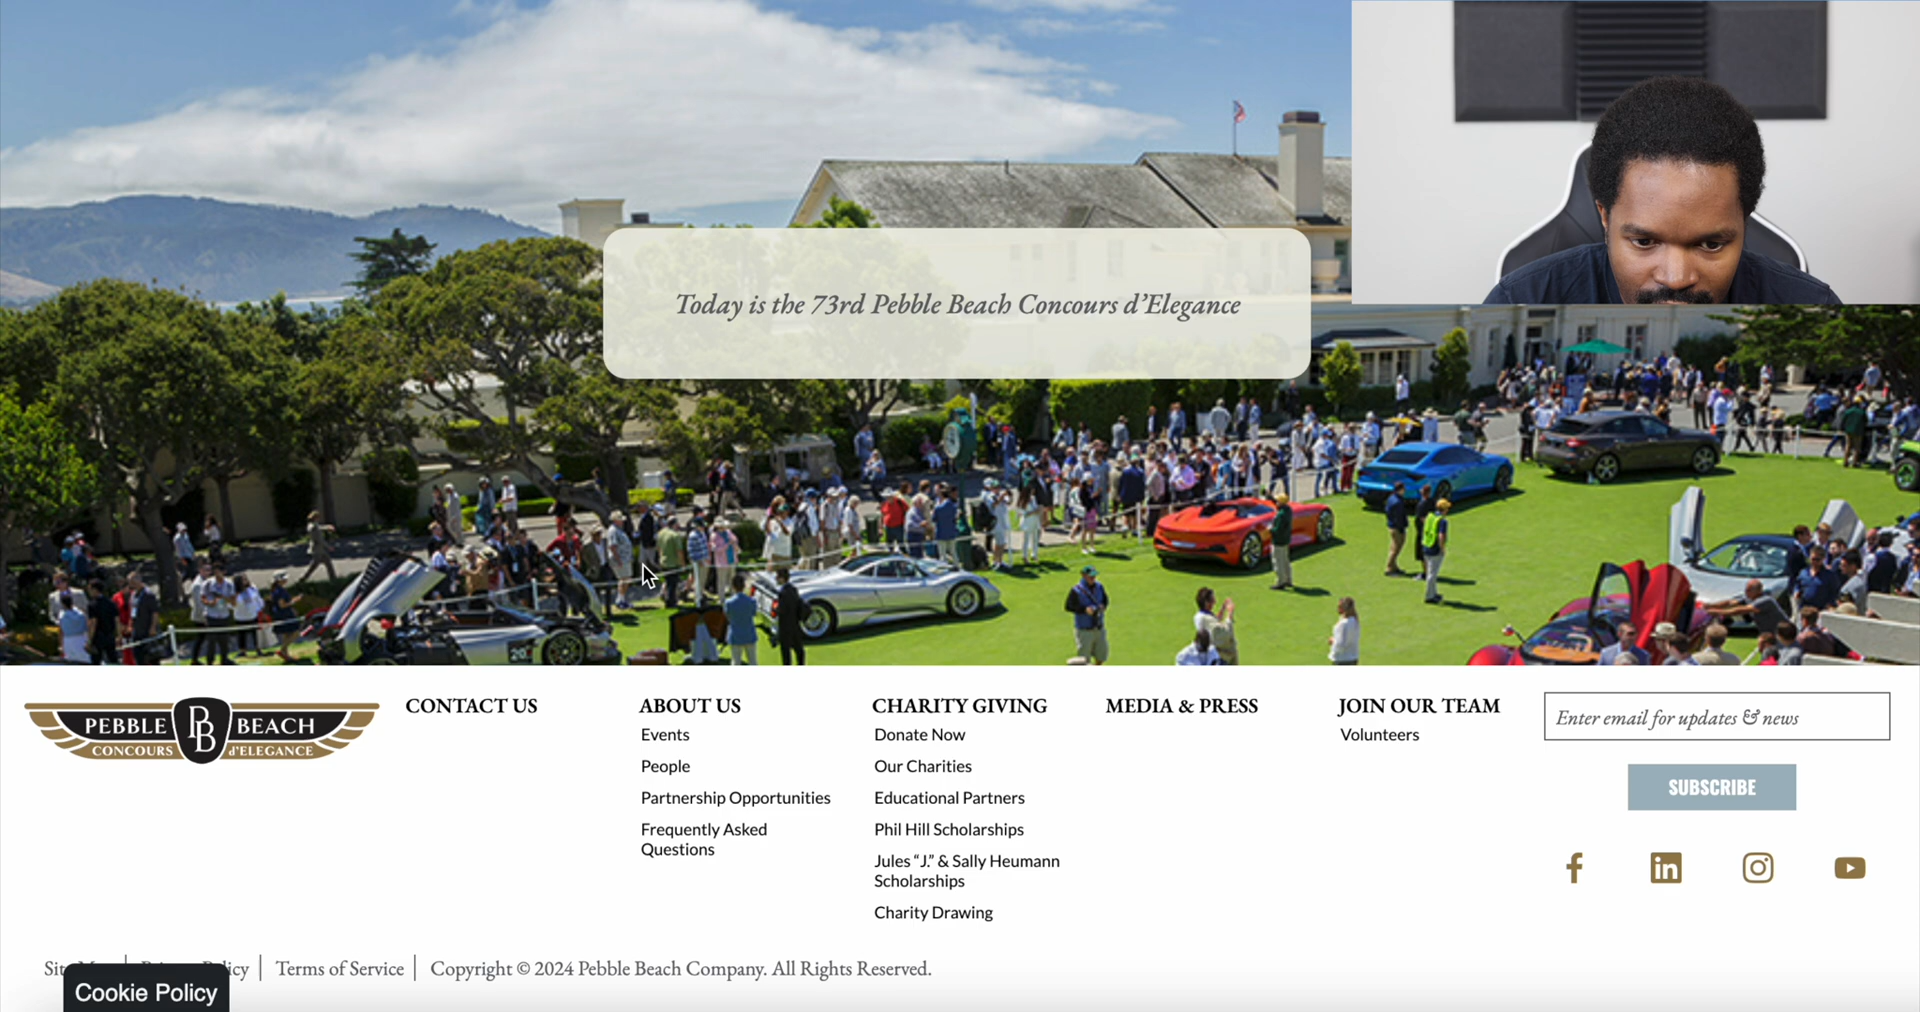 Today is the 73rd Pebble Beach Concours d’Elegance
20
PEBBLE PB BEACH
CONCOURS d'ELEGANCE
CONTACT US
ABOUT US
Events
People
Partnership Opportunities
Frequently Asked
Questions
CHARITY GIVING
Donate Now
Our Charities
Educational Partners
Phil Hill Scholarships
Jules “J.” & Sally Heumann
Scholarships
Charity Drawing
MEDIA & PRESS
JOIN OUR TEAM
Volunteers
Enter email for updates & news
SUBSCRIBE
f
in
Terms of Service | Copyright © 2024 Pebble Beach Company. All Rights Reserved.
Cookie Policy